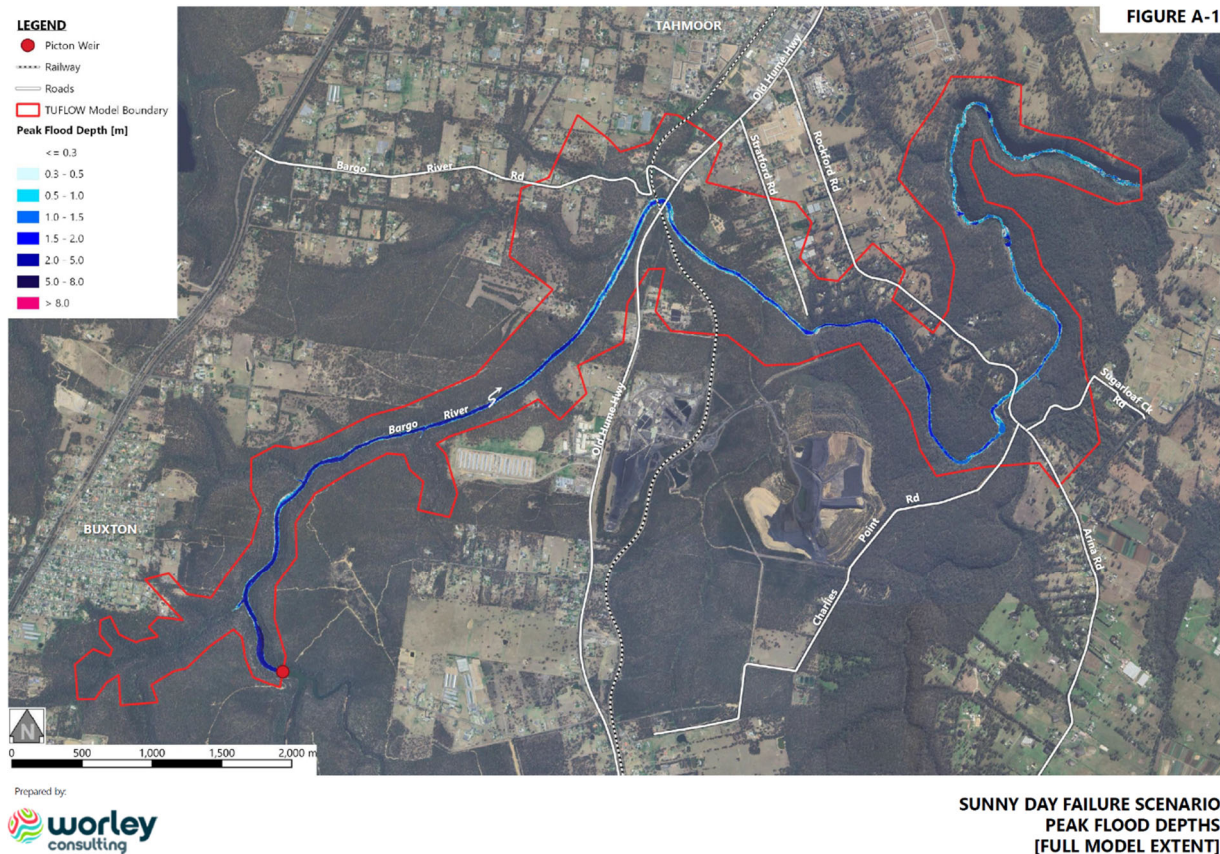 FIGURE A-1
LEGEND
Picton Weir
Railway
Roads
TUFLOW Model Boundary
Peak Flood Depth [m]
<= 0.3
0.3 - 0.5
0.5 - 1.0
1.0 - 1.5
1.5 - 2.0
2.0 - 5.0
5.0 - 8.0
> 8.0
TAHMOOR
Old Hume Hwy
Stratford Rd
Rockford Rd
Bargo River Rd
Bargo River
Old Hume Hwy
Sugarloaf Ck Rd
BUXTON
Charlies Point Rd
Arina Rd
N
0 500 1,000 1,500 2,000 m
Prepared by:
worley
consulting
SUNNY DAY FAILURE SCENARIO
PEAK FLOOD DEPTHS
[FULL MODEL EXTENT]